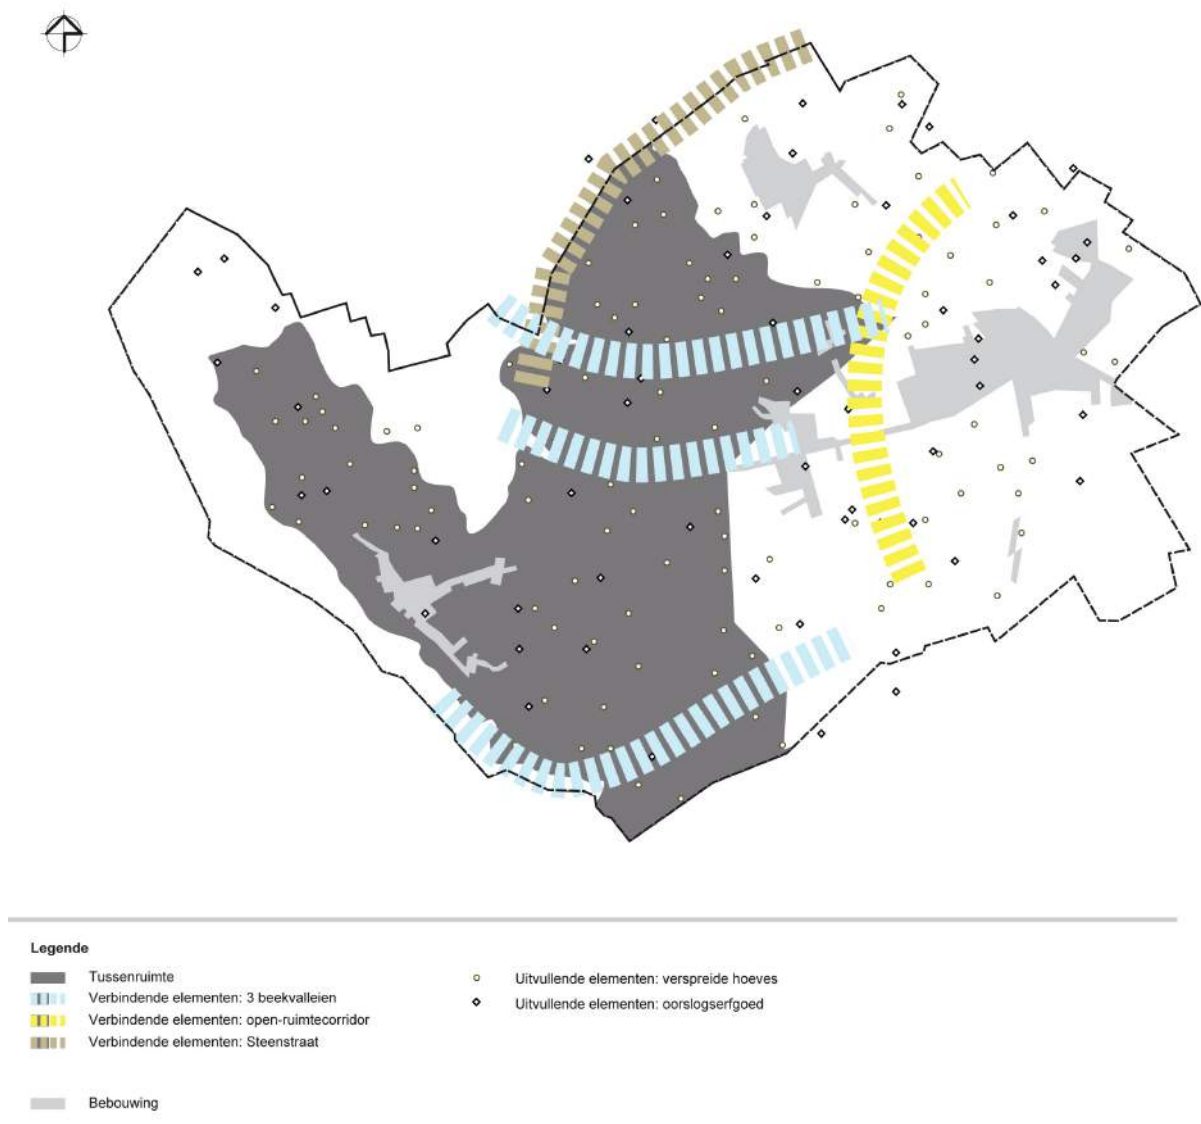 Legende
Tussenruimte
Verbindende elementen: 3 beekvalleien
Verbindende elementen: open-ruimtecorridor
Verbindende elementen: Steenstraat
Bebouwing
Uitvullende elementen: verspreide hoeves
Uitvullende elementen: oorslogserfgoed